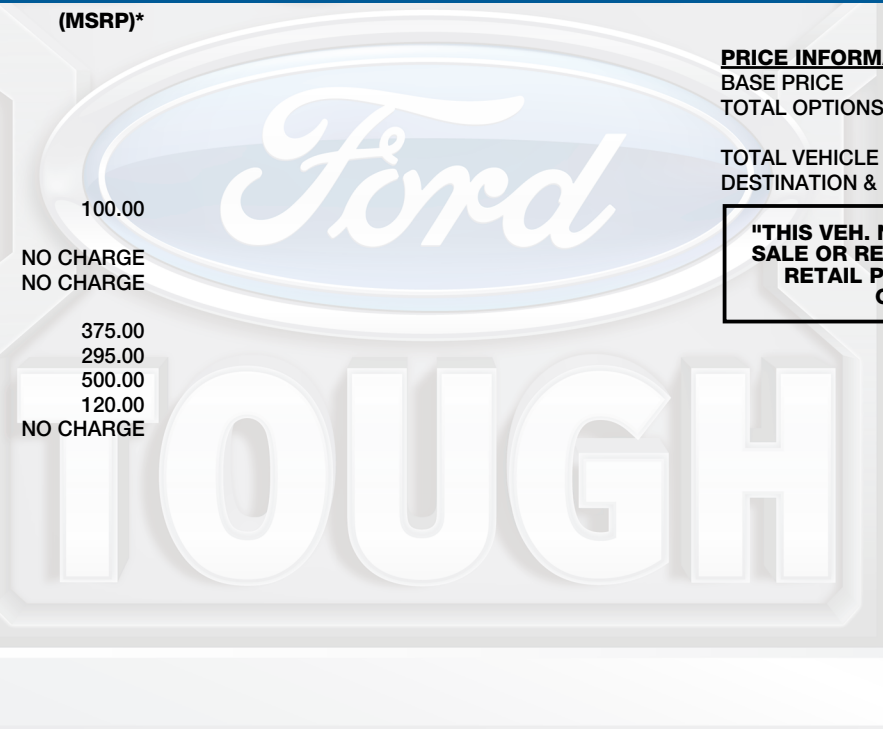 (MSRP)*
100.00
NO CHARGE
NO CHARGE
375.00
295.00
500.00
120.00
NO CHARGE
PRICE INFORM
BASE PRICE
TOTAL OPTIONS
TOTAL VEHICLE
DESTINATION &
"THIS VEH.
SALE OR RE
RETAIL P
Ford
TOUGH